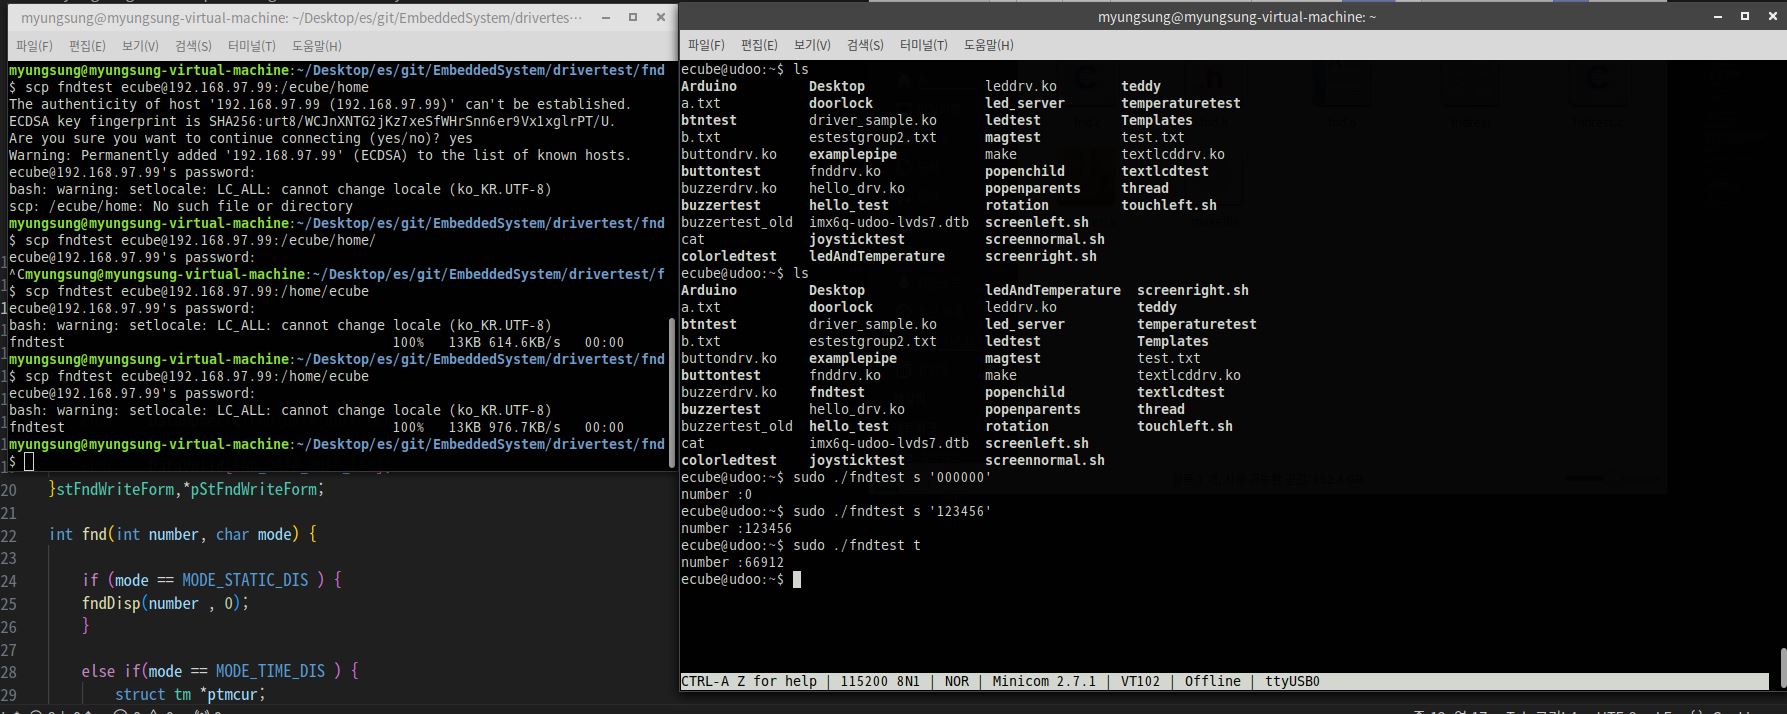 myungsung@myungsung-virtual-machine: ~/Desktop/es/git/EmbeddedSystem/drivertes···
파일(F) 편집(E) 보기(V) 검색(S) 터미널(T) 도움말(H)
myungsung@myungsung-virtual-machine:~/Desktop/es/git/EmbeddedSystem/drivertest/fnd
$ scp fndtest ecube@192.168.97.99:/ecube/home
The authenticity of host '192.168.97.99 (192.168.97.99)' can't be established.
ECDSA key fingerprint is SHA256:urt8/WCJnXNTG2jKz7xeSfWHrSnn6er9Vx1xglrPT/U.
Are you sure you want to continue connecting (yes/no)? yes
Warning: Permanently added '192.168.97.99' (ECDSA) to the list of known hosts.
ecube@192.168.97.99's password:
bash: warning: setlocale: LC_ALL: cannot change locale (ko_KR.UTF-8)
scp: /ecube/home: No such file or directory
myungsung@myungsung-virtual-machine:~/Desktop/es/git/EmbeddedSystem/drivertest/fnd
$ scp fndtest ecube@192.168.97.99:/ecube/home/
ecube@192.168.97.99's password:
^Cmyungsung@myungsung-virtual-machine:~/Desktop/es/git/EmbeddedSystem/drivertest/f
$ scp fndtest ecube@192.168.97.99:/home/ecube
ecube@192.168.97.99's password:
bash: warning: setlocale: LC_ALL: cannot change locale (ko_KR.UTF-8)
fndtest 100% 13KB 614.6KB/s 00:00
myungsung@myungsung-virtual-machine:~/Desktop/es/git/EmbeddedSystem/drivertest/fnd
$ scp fndtest ecube@192.168.97.99:/home/ecube
ecube@192.168.97.99's password:
bash: warning: setlocale: LC_ALL: cannot change locale (ko_KR.UTF-8)
fndtest 100% 13KB 976.7KB/s 00:00
myungsung@myungsung-virtual-machine:~/Desktop/es/git/EmbeddedSystem/drivertest/fnd
$
20 }stFndWriteForm,*pStFndWriteForm;
21
22 int fnd(int number, char mode) {
23
24 if (mode == MODE_STATIC_DIS ) {
25 fndDisp(number , 0);
26 }
27
28 else if(mode == MODE_TIME_DIS ) {
29 struct tm *ptmcur;
myungsung@myungsung-virtual-machine: ~
파일(F) 편집(E) 보기(V) 검색(S) 터미널(T) 도움말(H)
ecube@udoo:~$ ls
Arduino Desktop leddrv.ko teddy
a.txt doorlock led_server temperaturetest
btntest driver_sample.ko ledtest Templates
b.txt estestgroup2.txt magtest test.txt
buttondrv.ko examplepipe make textlcddrv.ko
buttontest fnddrv.ko popenchild textlcdtest
buzzerdrv.ko hello_drv.ko popenparents thread
buzzertest hello_test rotation touchleft.sh
buzzertest_old imx6q-udoo-lvds7.dtb screenleft.sh
cat joysticktest screennormal.sh
colorledtest ledAndTemperature screenright.sh
ecube@udoo:~$ ls
Arduino Desktop ledAndTemperature screenright.sh
a.txt doorlock leddrv.ko teddy
btntest driver_sample.ko led_server temperaturetest
b.txt estestgroup2.txt ledtest Templates
buttondrv.ko examplepipe magtest test.txt
buttontest fnddrv.ko make textlcddrv.ko
buzzerdrv.ko fndtest popenchild textlcdtest
buzzertest hello_drv.ko popenparents thread
buzzertest_old hello_test rotation touchleft.sh
cat imx6q-udoo-lvds7.dtb screenleft.sh
colorledtest joysticktest screennormal.sh
ecube@udoo:~$ sudo ./fndtest s '000000'
number :0
ecube@udoo:~$ sudo ./fndtest s '123456'
number :123456
ecube@udoo:~$ sudo ./fndtest t
number :66912
ecube@udoo:~$
CTRL-A Z for help | 115200 8N1 | NOR | Minicom 2.7.1 | VT102 | Offline | ttyUSB0